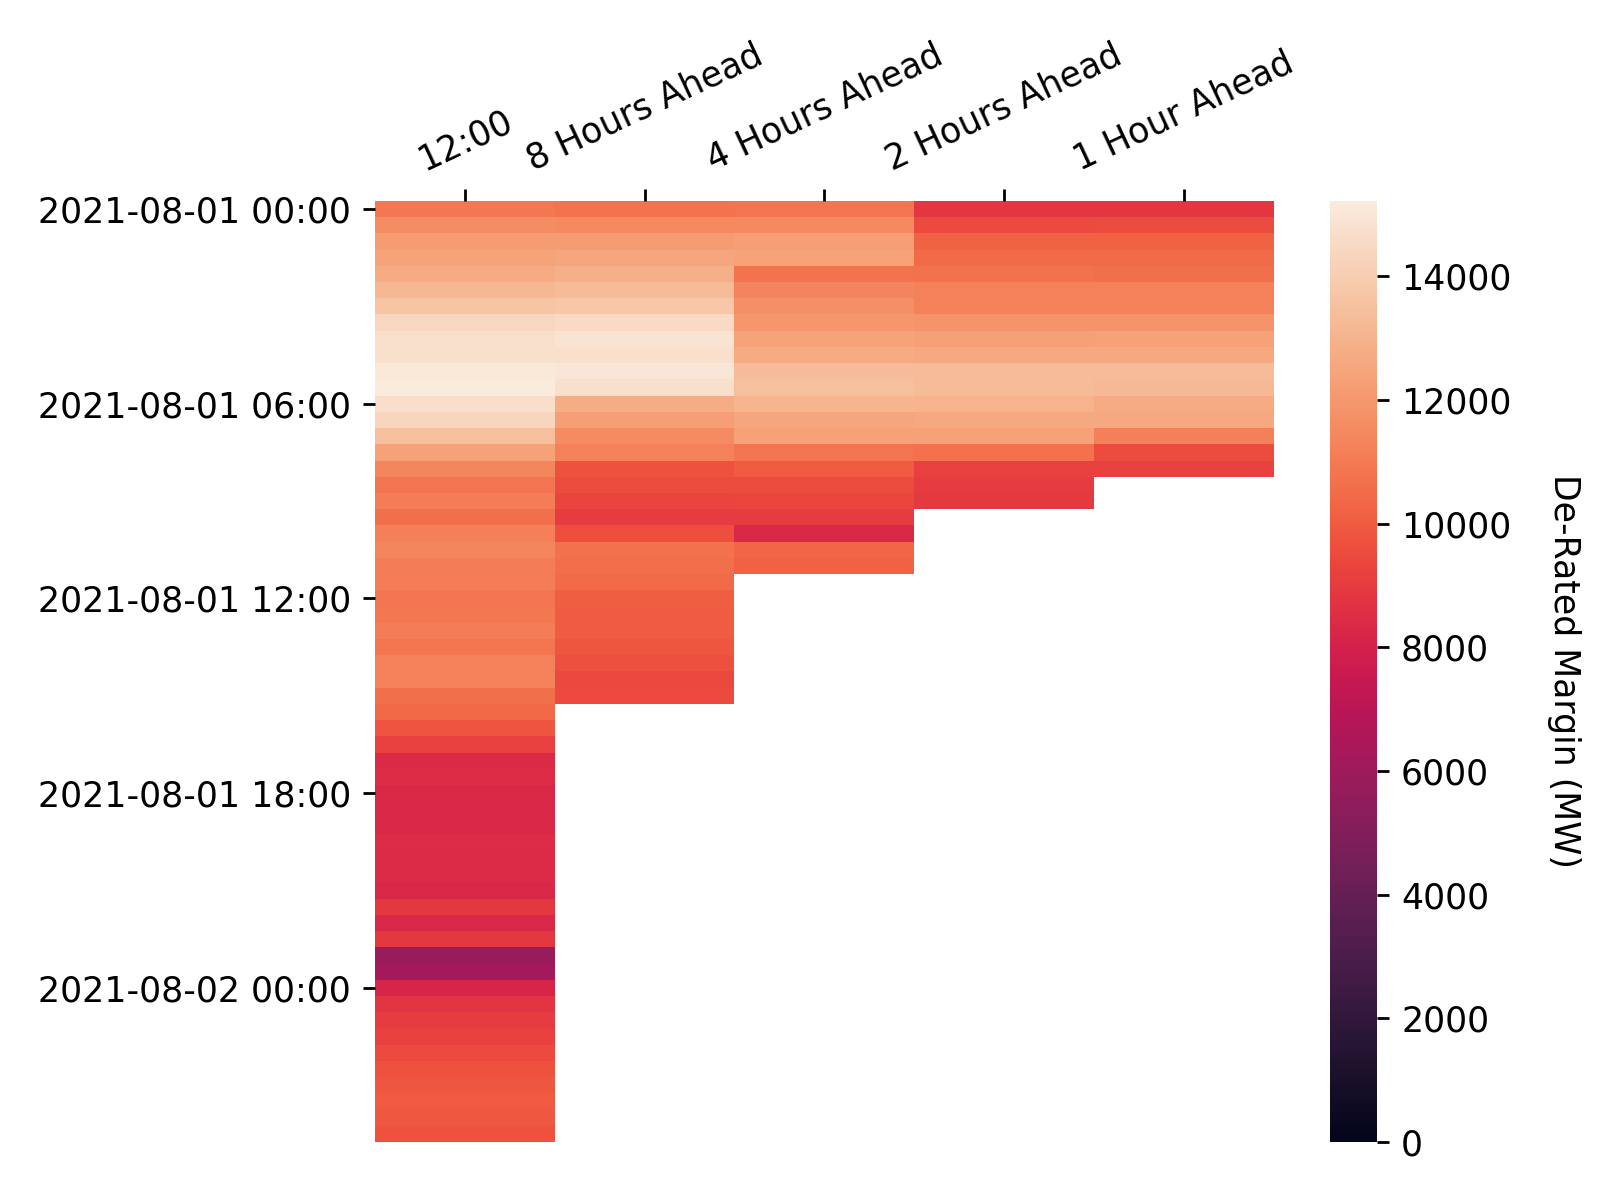 12:00
8 Hours Ahead
4 Hours Ahead
2 Hours Ahead
1 Hour Ahead
2021-08-01 00:00
2021-08-01 06:00
2021-08-01 12:00
2021-08-01 18:00
2021-08-02 00:00
14000
12000
10000
8000
6000
4000
2000
0
De-Rated Margin (MW)